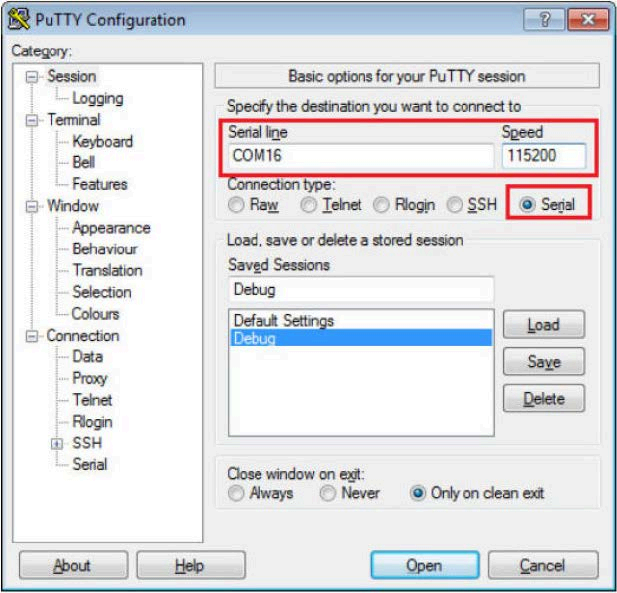 PuTTY Configuration
Category:
Session
Logging
Terminal
Keyboard
Bell
Features
Window
Appearance
Behaviour
Translation
Selection
Colours
Connection
Data
Proxy
Telnet
Rlogin
SSH
Serial
Basic options for your PuTTY session
Specify the destination you want to connect to
Serial line Speed
COM16 115200
Connection type:
Raw Telnet Rlogin SSH Serial
Load, save or delete a stored session
Saved Sessions
Debug
Default Settings
Debug
Load
Save
Delete
Close window on exit:
Always Never Only on clean exit
About Help Open Cancel